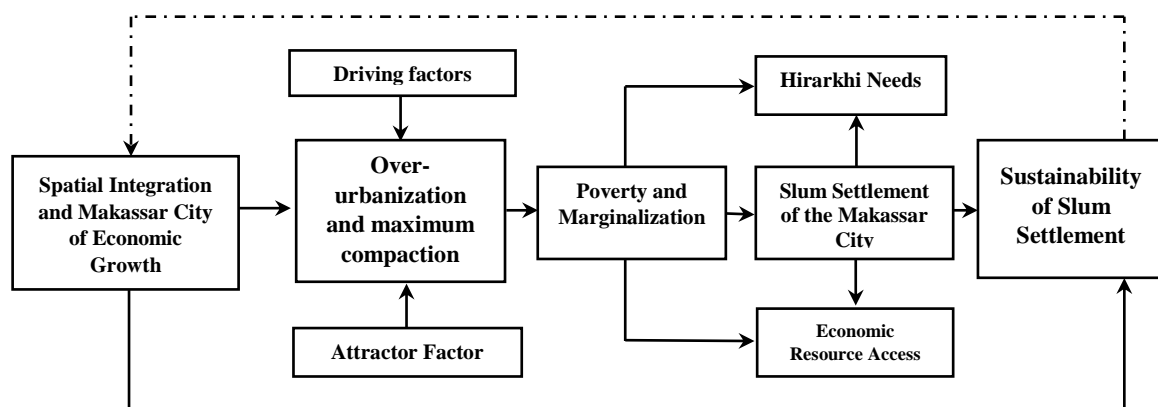 Driving factors
Hirarkhi Needs
Spatial Integration
and Makassar City
of Economic
Growth
Over-
urbanization
and maximum
compaction
Poverty and
Marginalization
Slum Settlement
of the Makassar
City
Sustainability
of Slum
Settlement
Attractor Factor
Economic
Resource Access